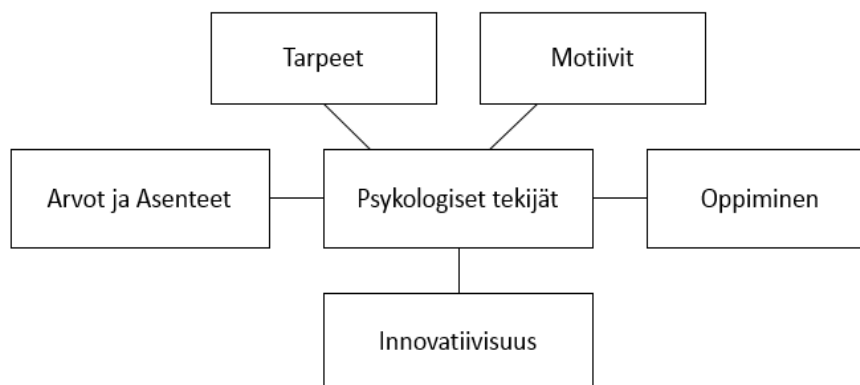 Tarpeet
Motiivit
Arvot ja Asenteet
Psykologiset tekijät
Oppiminen
Innovatiivisuus